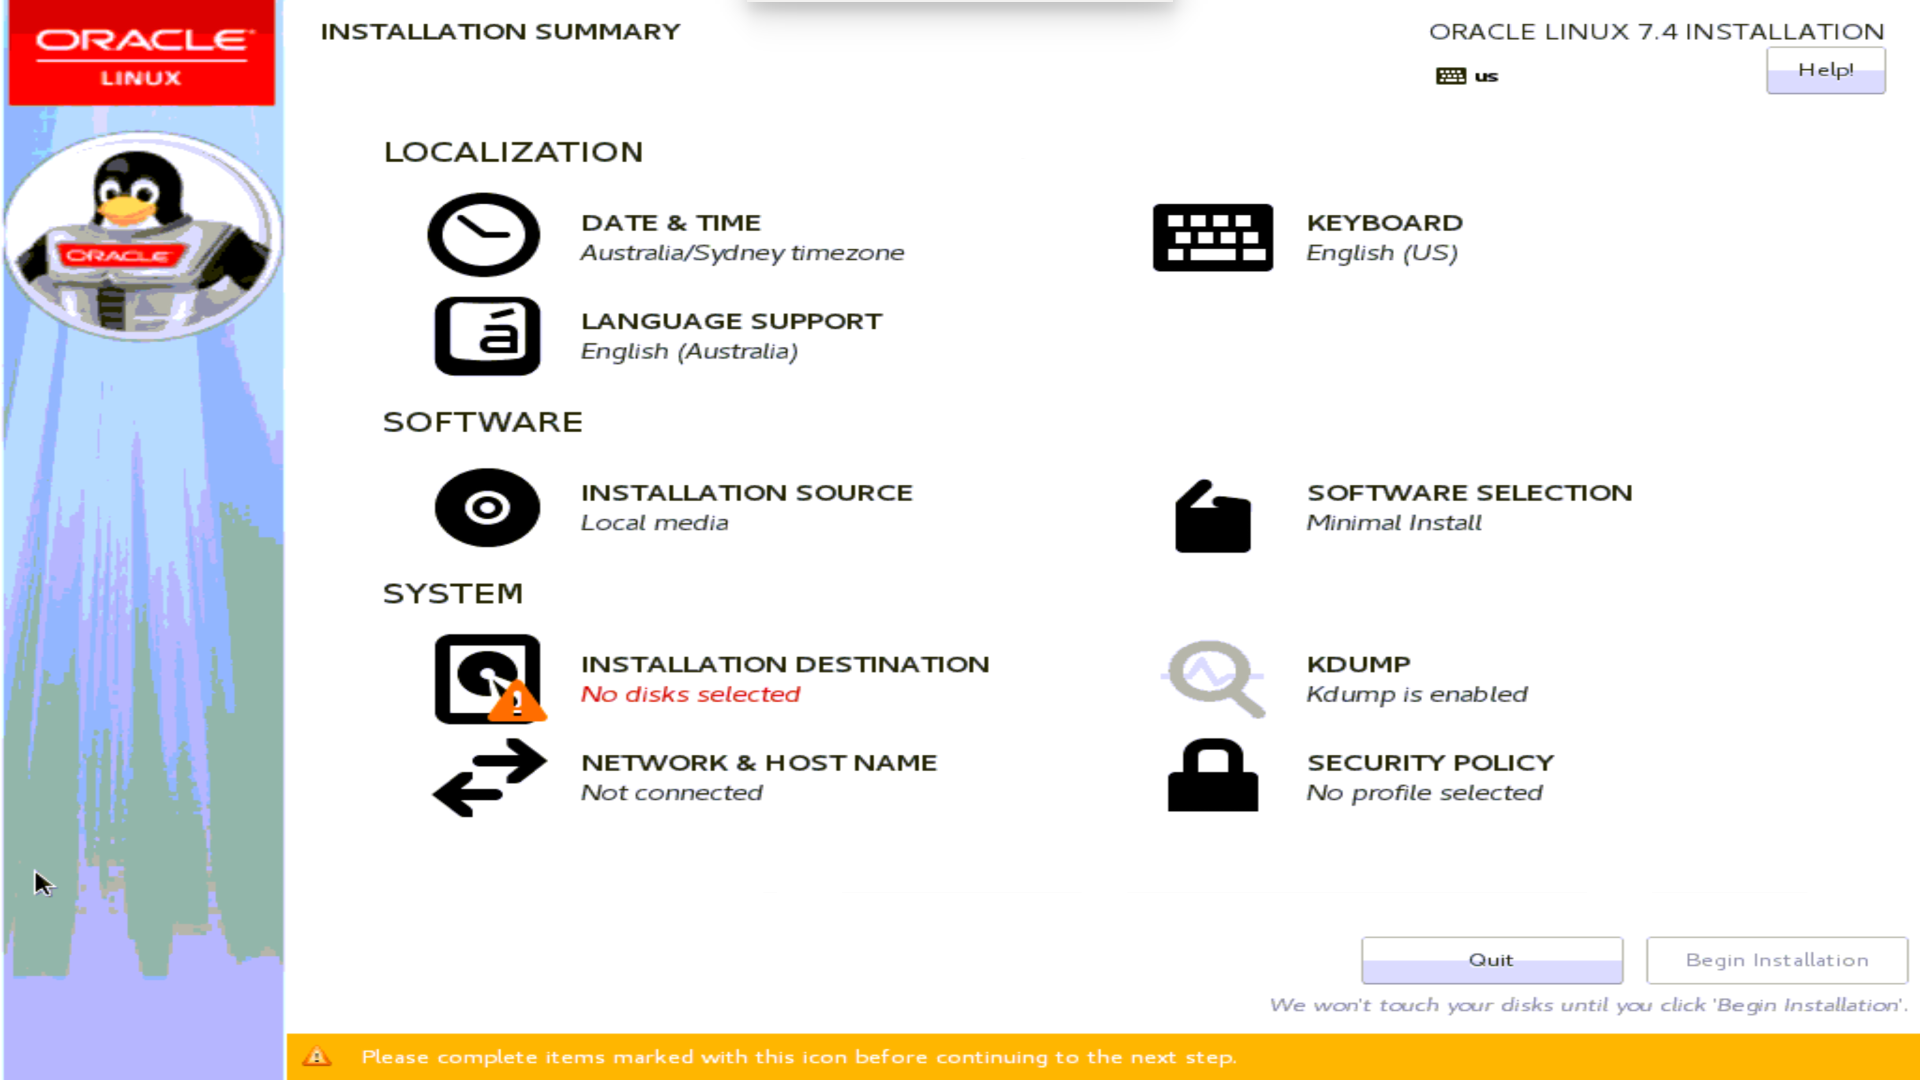 ORACLE
LINUX
ORACLE
INSTALLATION SUMMARY
ORACLE LINUX 7.4 INSTALLATION
us
Help!
LOCALIZATION
DATE & TIME
Australia/Sydney timezone
KEYBOARD
English (US)
á
LANGUAGE SUPPORT
English (Australia)
SOFTWARE
INSTALLATION SOURCE
Local media
SOFTWARE SELECTION
Minimal Install
SYSTEM
INSTALLATION DESTINATION
No disks selected
KDUMP
Kdump is enabled
NETWORK & HOST NAME
Not connected
SECURITY POLICY
No profile selected
Quit
Begin Installation
We won't touch your disks until you click 'Begin Installation'.
Please complete items marked with this icon before continuing to the next step.